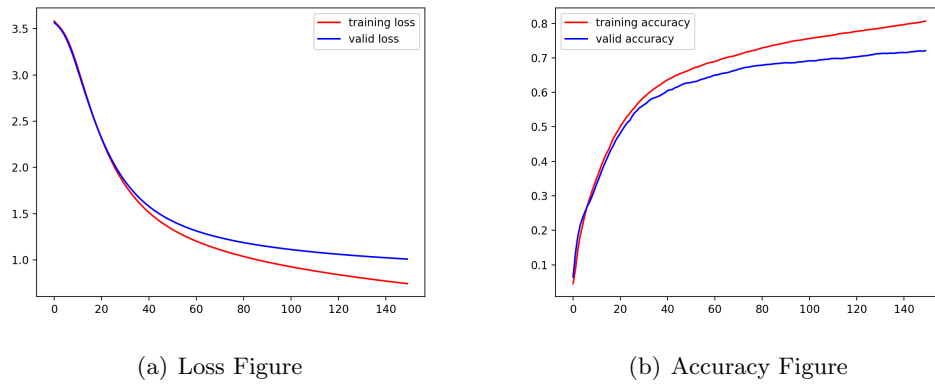 3.5
3.0
2.5
2.0
1.5
1.0
0 20 40 60 80 100 120 140
training loss
valid loss
(a) Loss Figure
0.8
0.7
0.6
0.5
0.4
0.3
0.2
0.1
0 20 40 60 80 100 120 140
training accuracy
valid accuracy
(b) Accuracy Figure